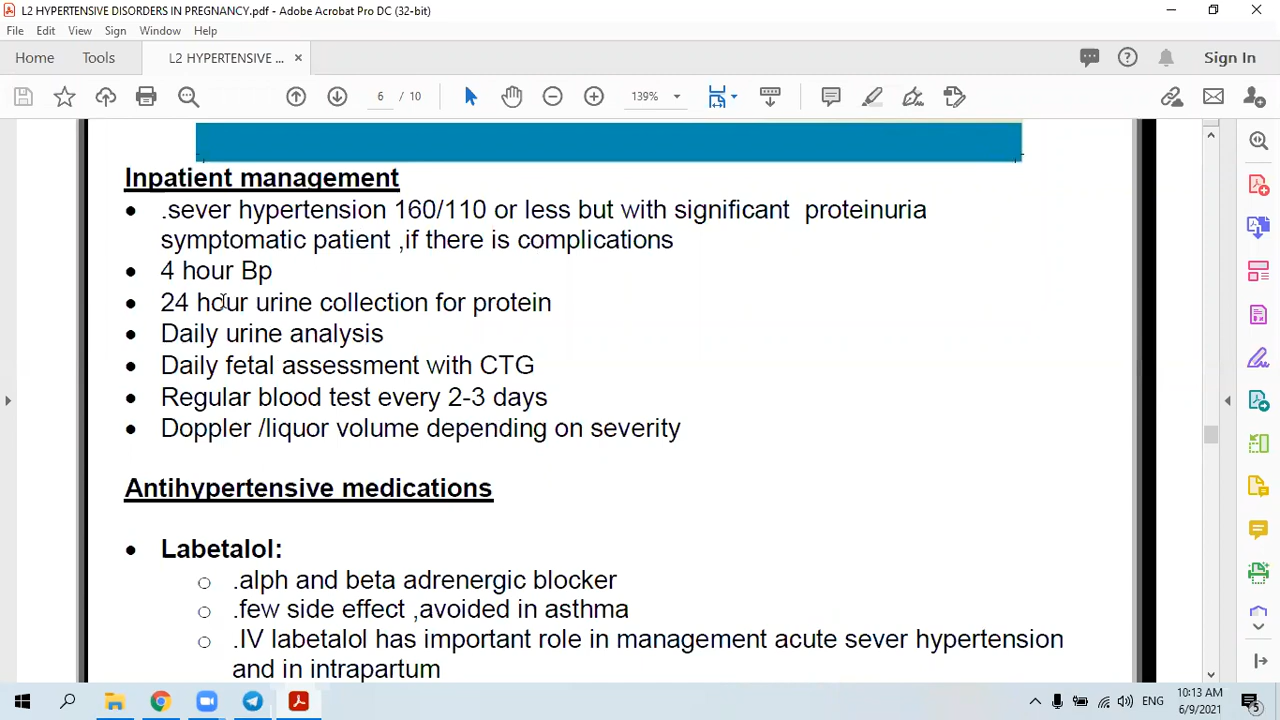 L2 HYPERTENSIVE DISORDERS IN PREGNANCY.pdf - Adobe Acrobat Pro DC (32-bit)
File Edit View Sign Window Help
Home Tools L2 HYPERTENSIVE ... × Sign In
6 / 10 139%
Inpatient management
• .sever hypertension 160/110 or less but with significant proteinuria
symptomatic patient ,if there is complications
• 4 hour Bp
• 24 hour urine collection for protein
• Daily urine analysis
• Daily fetal assessment with CTG
• Regular blood test every 2-3 days
• Doppler /liquor volume depending on severity
Antihypertensive medications
• Labetalol:
○ .alph and beta adrenergic blocker
○ .few side effect ,avoided in asthma
○ .IV labetalol has important role in management acute sever hypertension
and in intrapartum
ENG
10:13 AM
6/9/2021
5